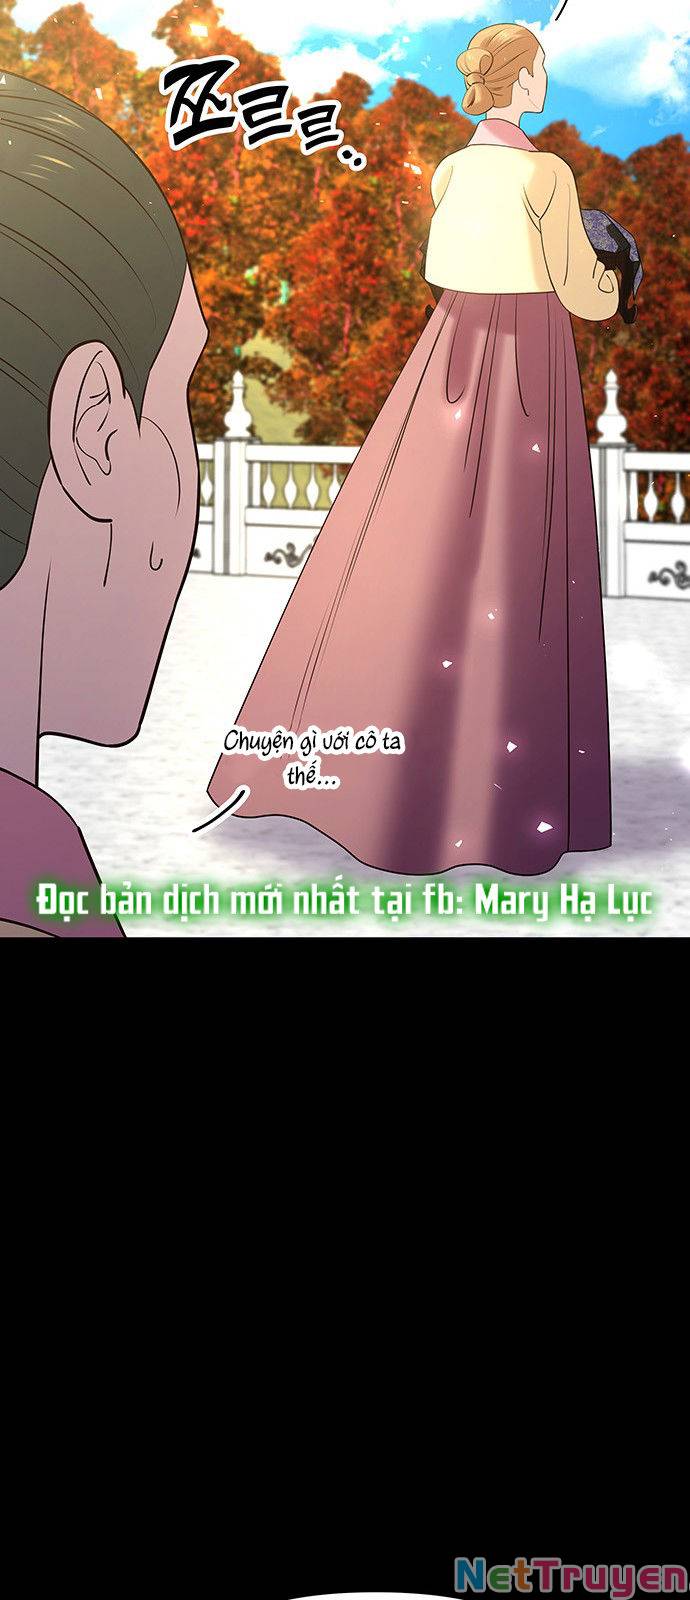 쪼르르..
Chuyện gì với cô ta
thế...
Đọc bản dịch mới nhất tại fb: Mary Hạ Lục
NetTruyen